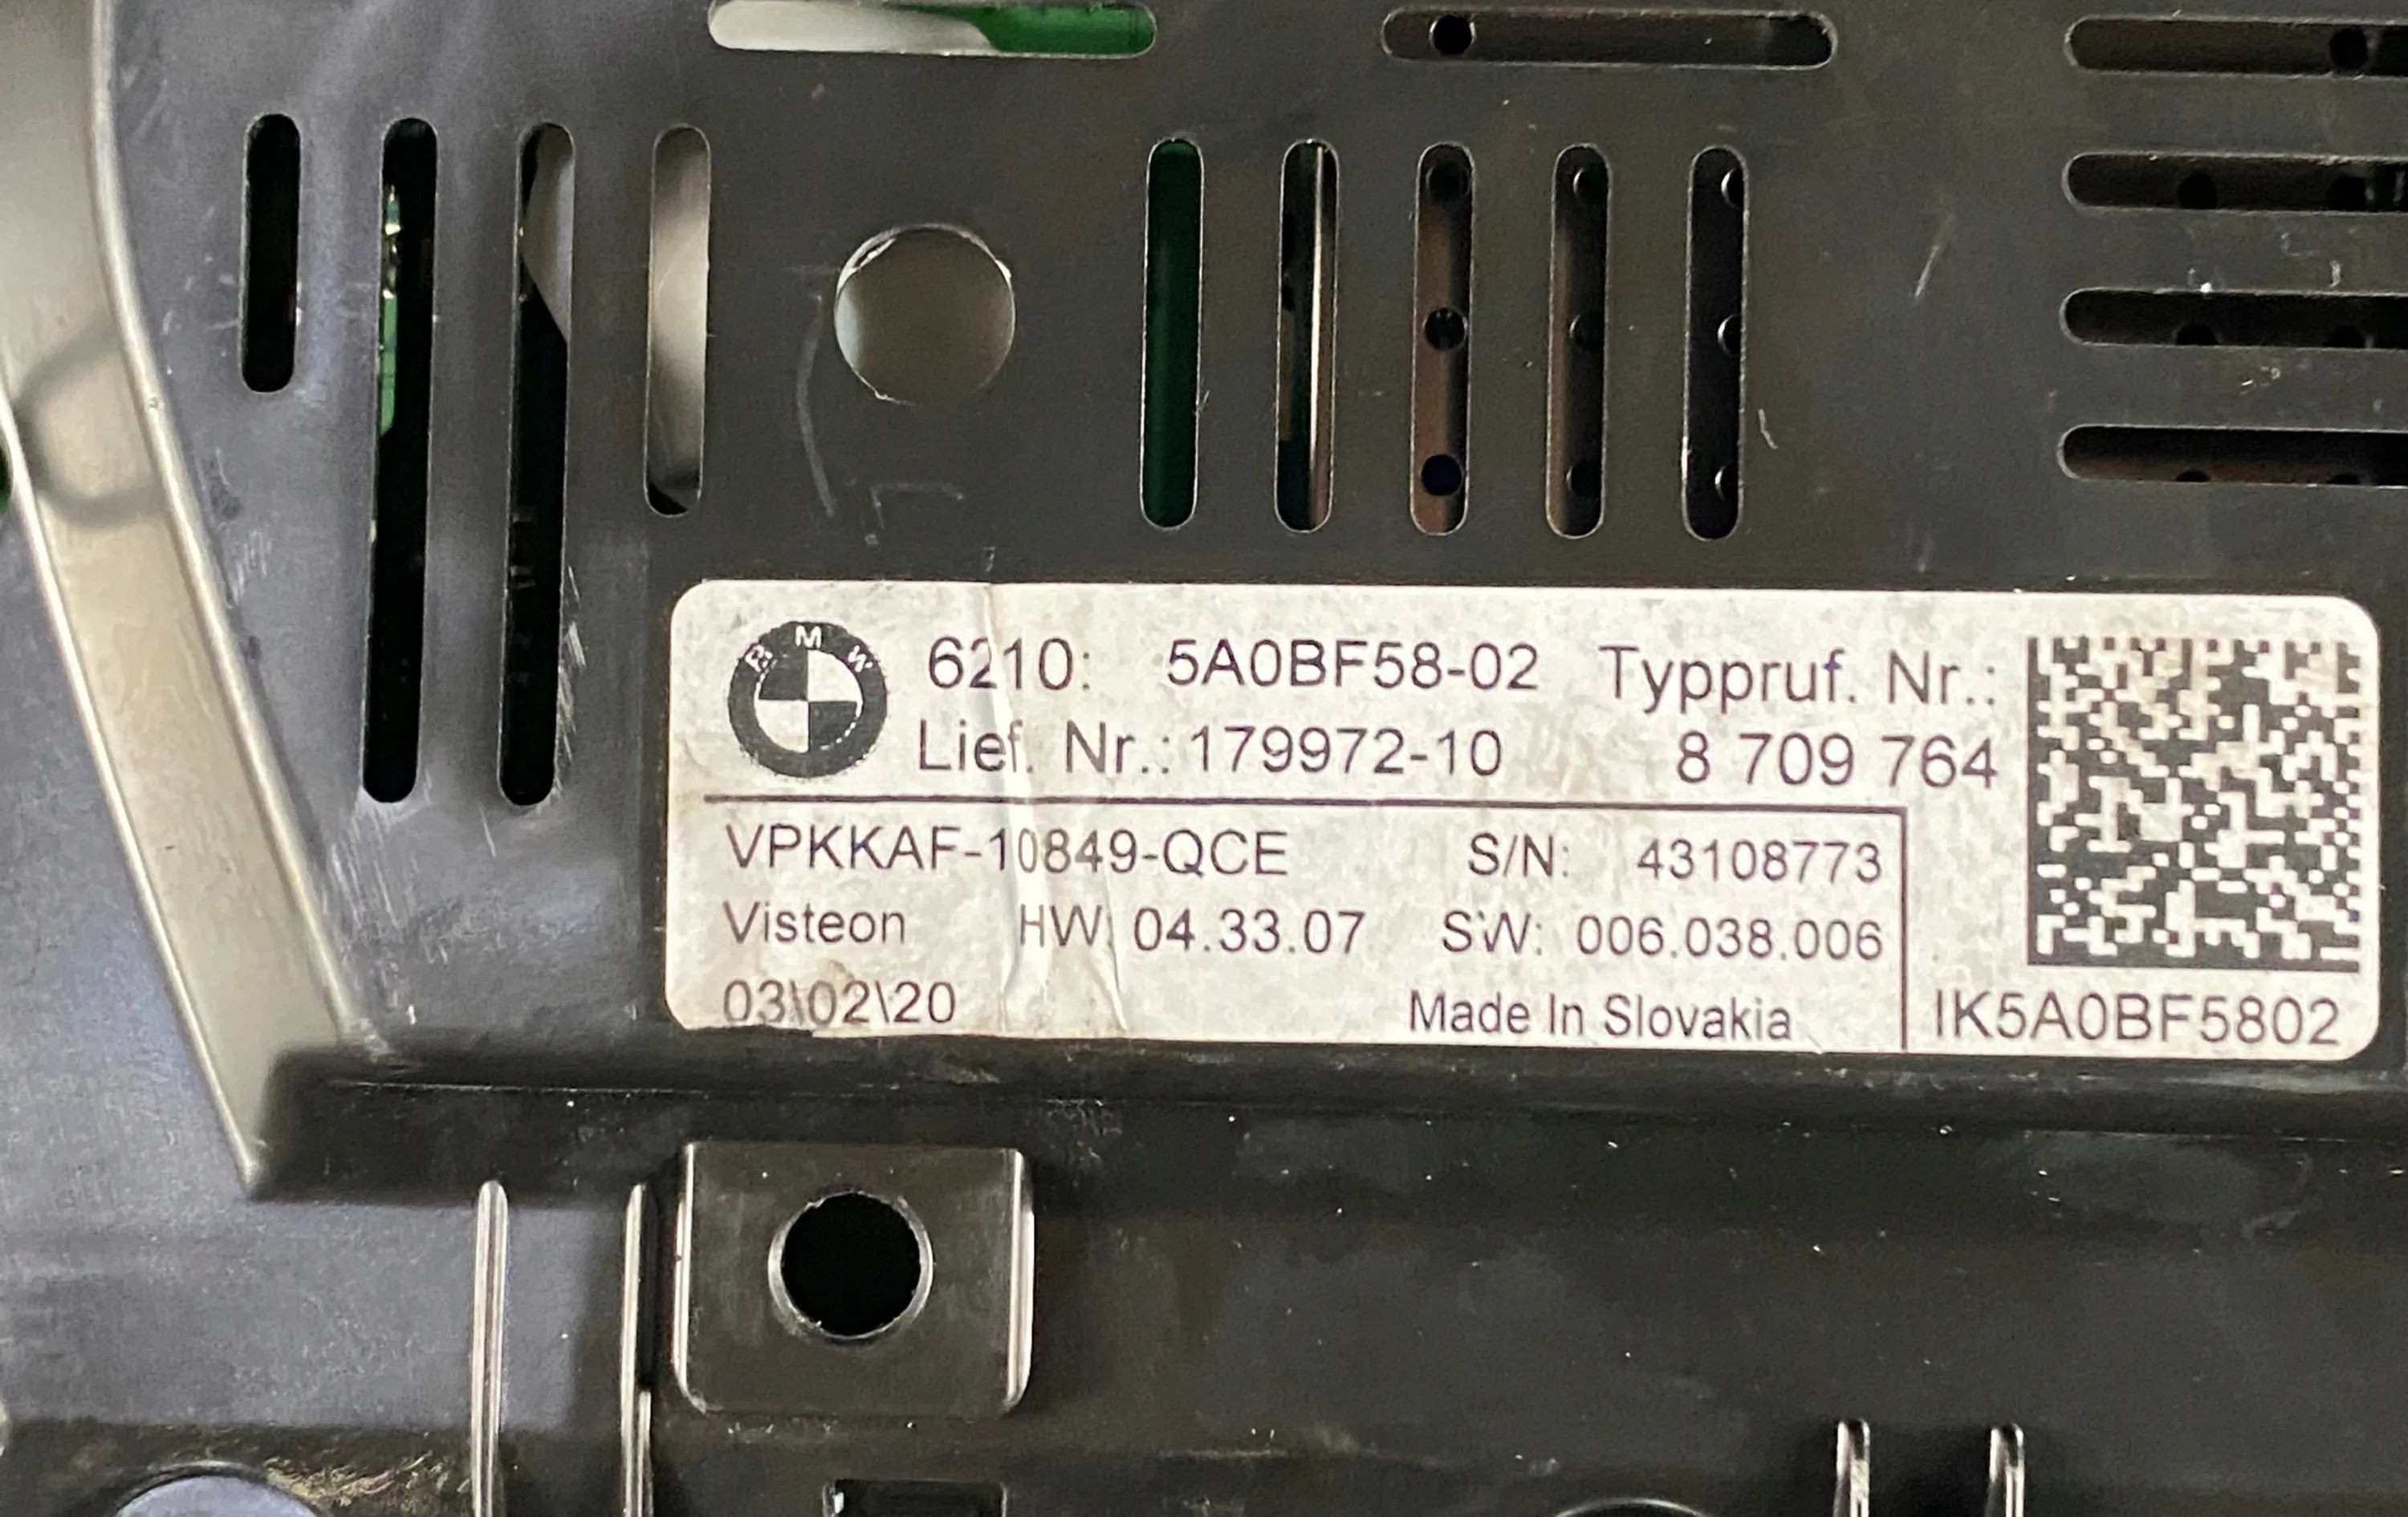 BMW
6210: 5A0BF58-02 Typpruf. Nr.:
Lief. Nr.: 179972-10 8 709 764
VPKKAF-10849-QCE S/N: 43108773
Visteon HW: 04.33.07 SW: 006.038.006
03\02\20 Made In Slovakia IK5A0BF5802